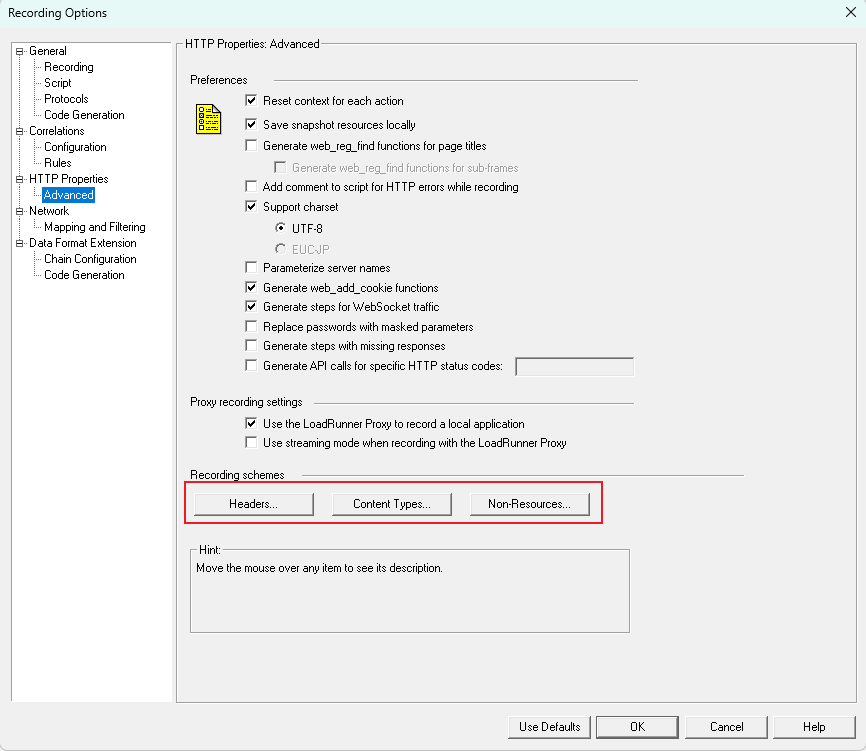 Recording Options
General
Recording
Script
Protocols
Code Generation
Correlations
Configuration
Rules
HTTP Properties
Advanced
Network
Mapping and Filtering
Data Format Extension
Chain Configuration
Code Generation
HTTP Properties: Advanced
Preferences
Reset context for each action
Save snapshot resources locally
Generate web_reg_find functions for page titles
Generate web_reg_find functions for sub-frames
Add comment to script for HTTP errors while recording
Support charset
UTF-8
EUC-JP
Parameterize server names
Generate web_add_cookie functions
Generate steps for WebSocket traffic
Replace passwords with masked parameters
Generate steps with missing responses
Generate API calls for specific HTTP status codes:
Proxy recording settings
Use the LoadRunner Proxy to record a local application
Use streaming mode when recording with the LoadRunner Proxy
Recording schemes
Headers... Content Types... Non-Resources...
Hint:
Move the mouse over any item to see its description.
Use Defaults OK Cancel Help